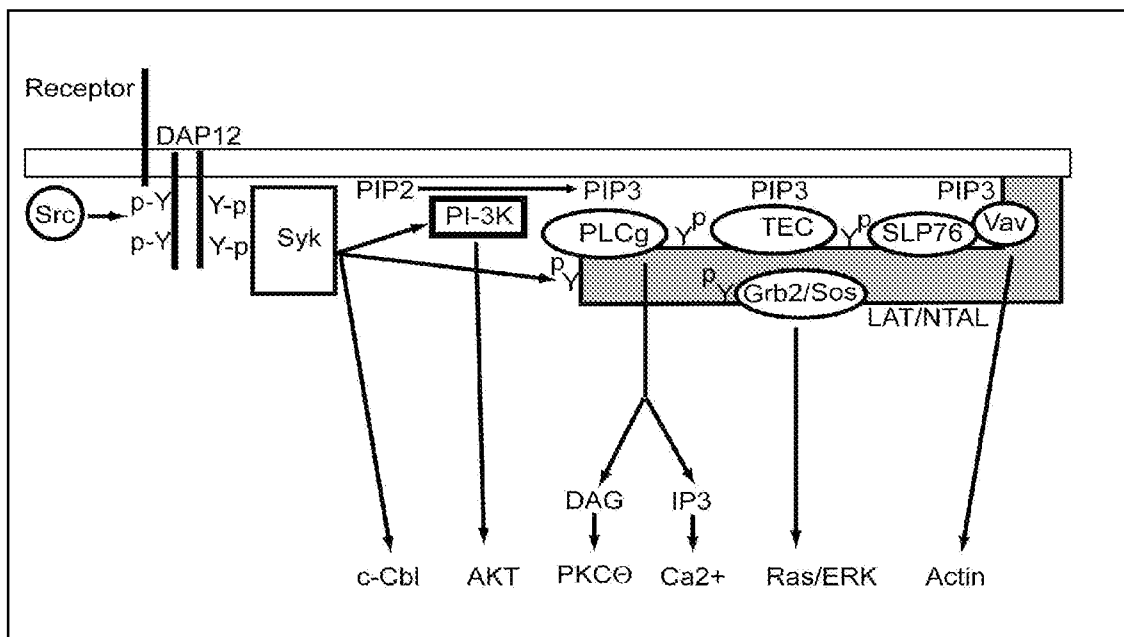 Receptor
DAP12
PIP2 PIP3 PIP3 PIP3
Src p-Y Y-p
p-Y Y-p
Syk
PI-3K
PLCg
p
Y
TEC
p
Y
SLP76
Vav
p
Y
p
Y
Grb2/Sos
LAT/NTAL
DAG IP3
c-Cbl AKT PKCΘ Ca2+ Ras/ERK Actin